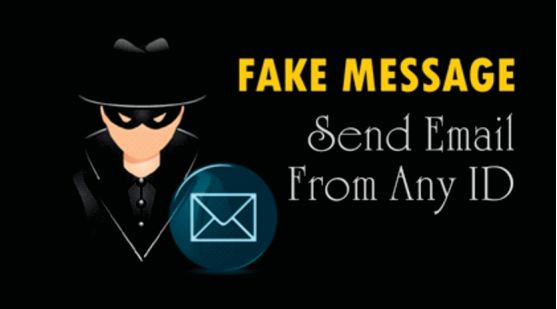 FAKE MESSAGE
Send Email
From Any ID